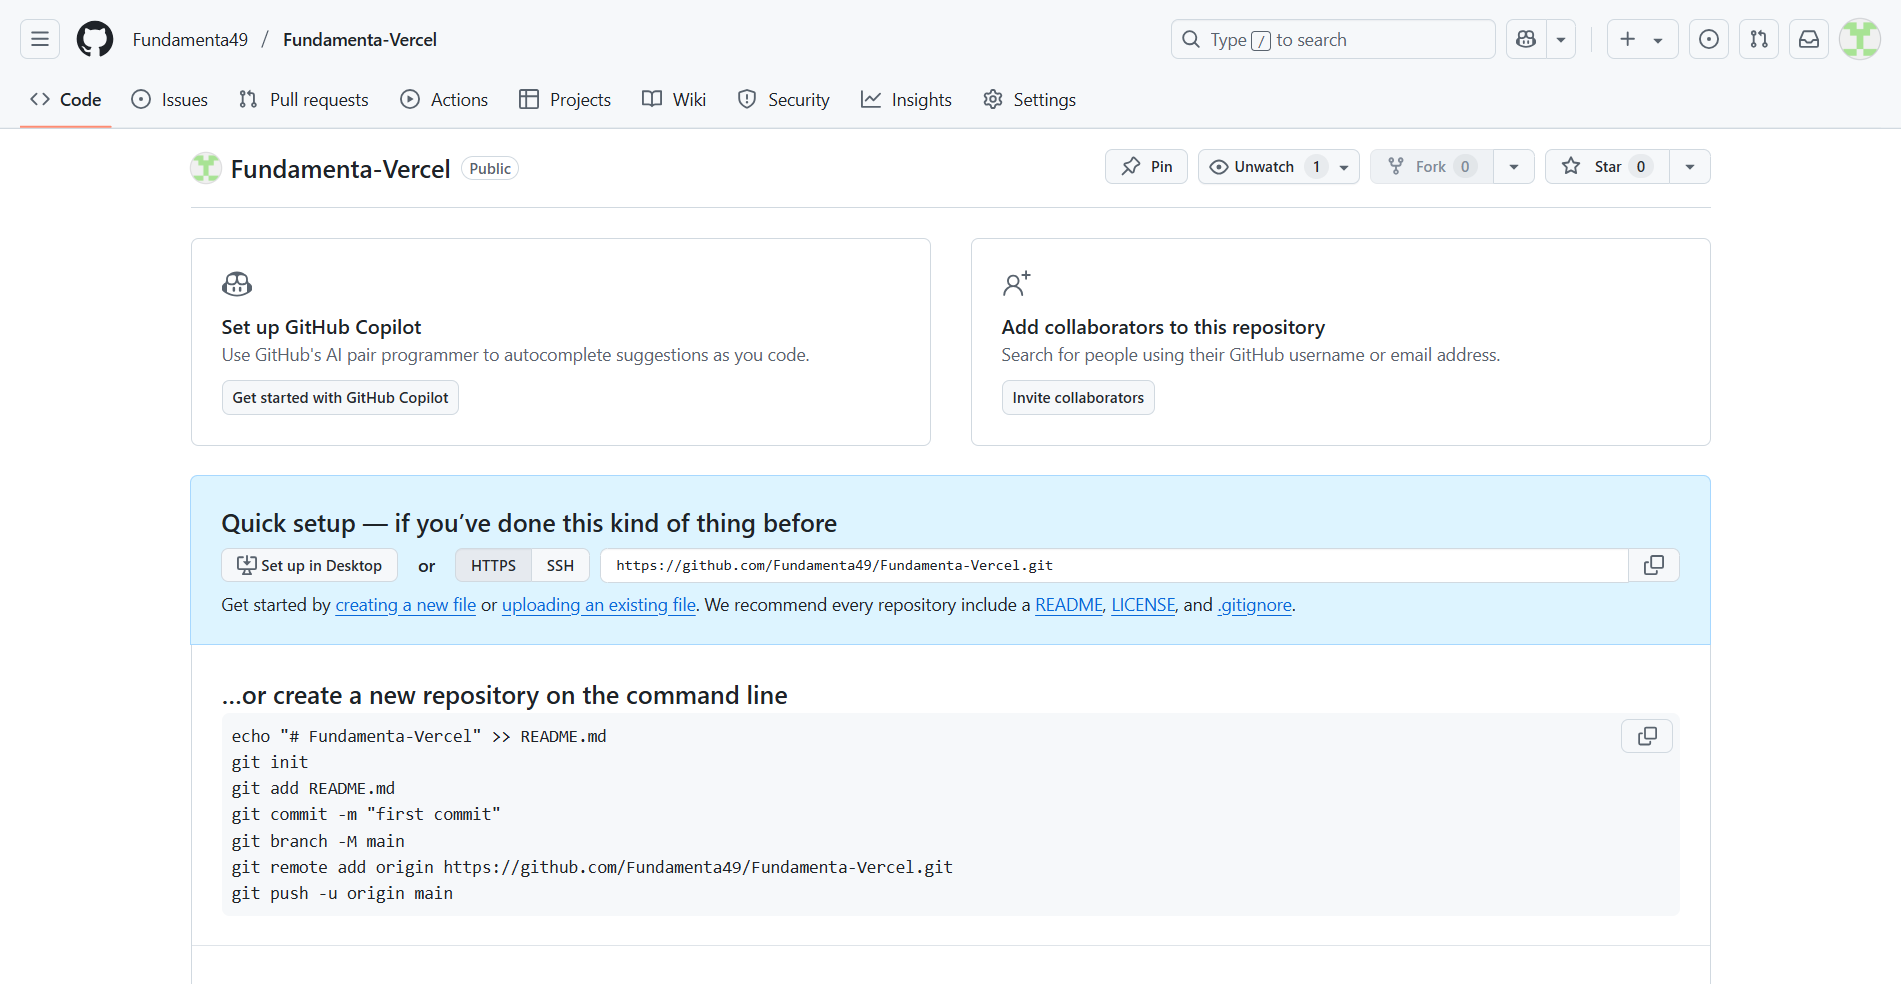 Fundamenta49 / Fundamenta-Vercel
Type / to search
Code Issues Pull requests Actions Projects Wiki Security Insights Settings
Fundamenta-Vercel Public
Pin Unwatch 1 Fork 0 Star 0
Set up GitHub Copilot
Use GitHub's AI pair programmer to autocomplete suggestions as you code.
Get started with GitHub Copilot
Add collaborators to this repository
Search for people using their GitHub username or email address.
Invite collaborators
Quick setup — if you’ve done this kind of thing before
Set up in Desktop or HTTPS SSH https://github.com/Fundamenta49/Fundamenta-Vercel.git
Get started by creating a new file or uploading an existing file. We recommend every repository include a README, LICENSE, and .gitignore.
…or create a new repository on the command line
echo "# Fundamenta-Vercel" >> README.md
git init
git add README.md
git commit -m "first commit"
git branch -M main
git remote add origin https://github.com/Fundamenta49/Fundamenta-Vercel.git
git push -u origin main